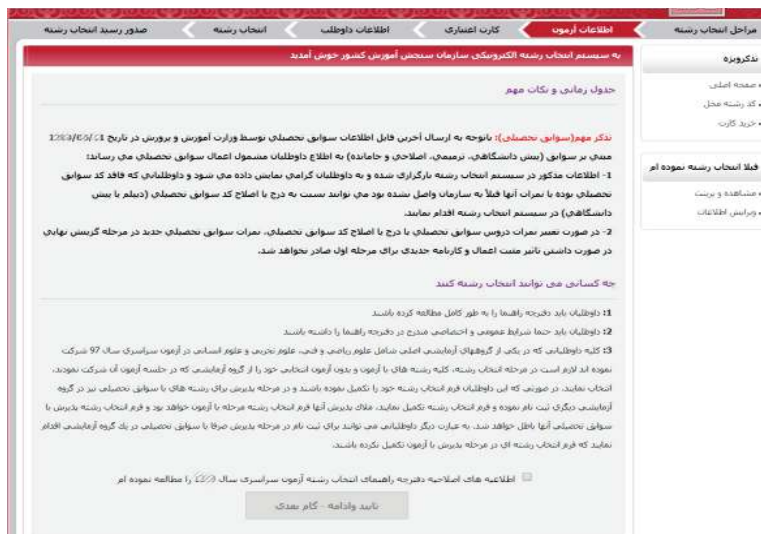 مراحل انتخاب رشته
اطلاعات آزمون
کارت اعتباری
اطلاعات داوطلب
انتخاب رشته
صدور رسید انتخاب رشته
تذکرویژه
صفحه اصلی
کد رشته محل
خرید کارت
قبلا انتخاب رشته نموده ام
مشاهده و پرینت
ویرایش اطلاعات
به سیستم انتخاب رشته الکترونیکی سازمان سنجش آموزش کشور خوش آمدید
جدول زمانی و نکات مهم
تذکر مهم(سوابق تحصیلی): باتوجه به ارسال آخرین فایل اطلاعات سوابق تحصیلی توسط وزارت آموزش و پرورش در تاریخ
مبنی بر سوابق (پیش دانشگاهی، ترمیمی، اصلاحی و جامانده) به اطلاع داوطلبان مشمول اعمال سوابق تحصیلی می رساند:
1- اطلاعات مذکور در سیستم انتخاب رشته بارگزاری شده و به داوطلبان گرامی نمایش داده می شود و داوطلبانی که فاقد کد سوابق
تحصیلی بوده یا نمرات آنها قبلاً به سازمان واصل نشده بود می توانند نسبت به درج یا اصلاح کد سوابق تحصیلی (دیپلم یا پیش
دانشگاهی) در سیستم انتخاب رشته اقدام نمایند.
2- در صورت تغییر نمرات دروس سوابق تحصیلی یا درج یا اصلاح کد سوابق تحصیلی، نمرات سوابق تحصیلی جدید در مرحله گزینش نهایی
در صورت داشتن تاثیر مثبت اعمال و کارنامه جدیدی برای مرحله اول صادر نخواهد شد.
چه کسانی می توانند انتخاب رشته کنند
1: داوطلبان باید دفترچه راهنما را به طور کامل مطالعه کرده باشند
2: داوطلبان باید حتما شرایط عمومی و اختصاصی مندرج در دفترچه راهنما را داشته باشند
3: کلیه داوطلبانی که در یکی از گروههای آزمایشی اصلی شامل علوم ریاضی و فنی، علوم تجربی و علوم انسانی در آزمون سراسری سال 97 شرکت
نموده اند لازم است در مرحله انتخاب رشته، کلیه رشته های با آزمون و بدون آزمون انتخابی خود را از گروه آزمایشی که در جلسه آزمون آن شرکت نمودند،
انتخاب نمایند. در صورتی که این داوطلبان فرم انتخاب رشته خود را تکمیل نموده باشند و در مرحله پذیرش برای رشته های با سوابق تحصیلی نیز در گروه
آزمایشی دیگری ثبت نام نموده و فرم انتخاب رشته تکمیل نمایند، ملاك پذیرش آنها فرم انتخاب رشته مرحله با آزمون خواهد بود و فرم انتخاب رشته پذیرش با
سوابق تحصیلی آنها باطل خواهد شد. به عبارت دیگر داوطلبانی می توانند برای ثبت نام در مرحله پذیرش صرفا با سوابق تحصیلی در یك گروه آزمایشی اقدام
نمایند که فرم انتخاب رشته ای در مرحله پذیرش با آزمون تکمیل نکرده باشند.
اطلاعیه های اصلاحیه دفترچه راهنمای انتخاب رشته آزمون سراسری سال را مطالعه نموده ام
تایید وادامه - گام بعدی